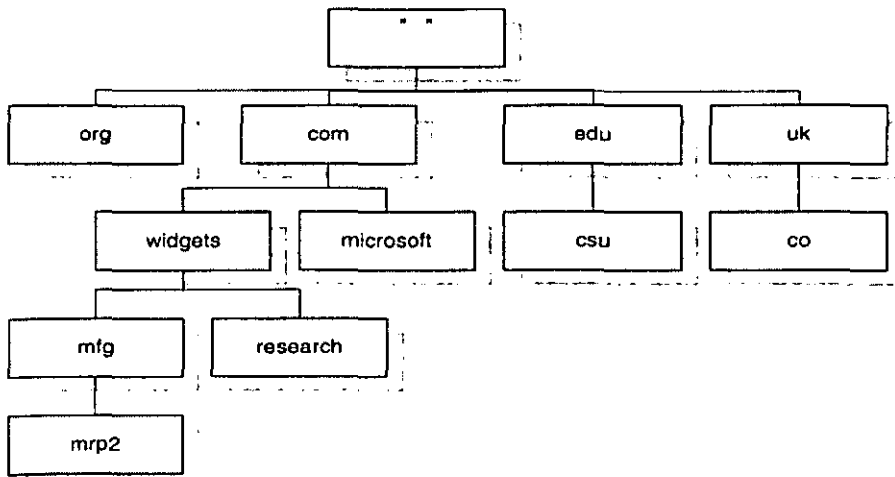 " "
org com edu uk
widgets microsoft csu co
mfg research
mrp2